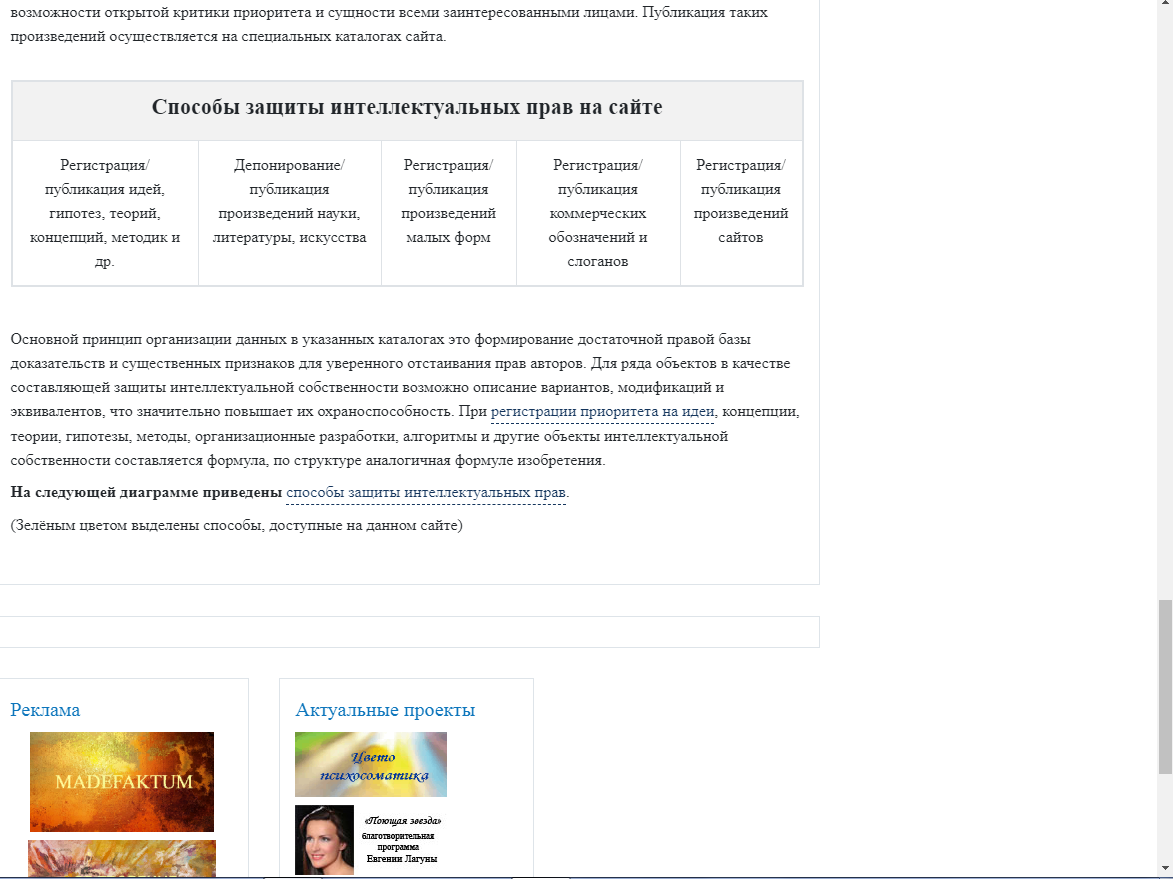 возможности открытой критики приоритета и сущности всеми заинтересованными лицами. Публикация таких
произведений осуществляется на специальных каталогах сайта.
Способы защиты интеллектуальных прав на сайте
Регистрация/
публикация идей,
гипотез, теорий,
концепций, методик и
др.
Депонирование/
публикация
произведений науки,
литературы, искусства
Регистрация/
публикация
произведений
малых форм
Регистрация/
публикация
коммерческих
обозначений и
слоганов
Регистрация/
публикация
произведений
сайтов
Основной принцип организации данных в указанных каталогах это формирование достаточной правой базы
доказательств и существенных признаков для уверенного отстаивания прав авторов. Для ряда объектов в качестве
составляющей защиты интеллектуальной собственности возможно описание вариантов, модификаций и
эквивалентов, что значительно повышает их охраноспособность. При регистрации приоритета на идеи, концепции,
теории, гипотезы, методы, организационные разработки, алгоритмы и другие объекты интеллектуальной
собственности составляется формула, по структуре аналогичная формуле изобретения.
На следующей диаграмме приведены способы защиты интеллектуальных прав.
(Зелёным цветом выделены способы, доступные на данном сайте)
Реклама
MADEFAKTUM
Актуальные проекты
Цвето
психосоматика
«Поющая звезда»
благотворительная
программа
Евгении Лагуны